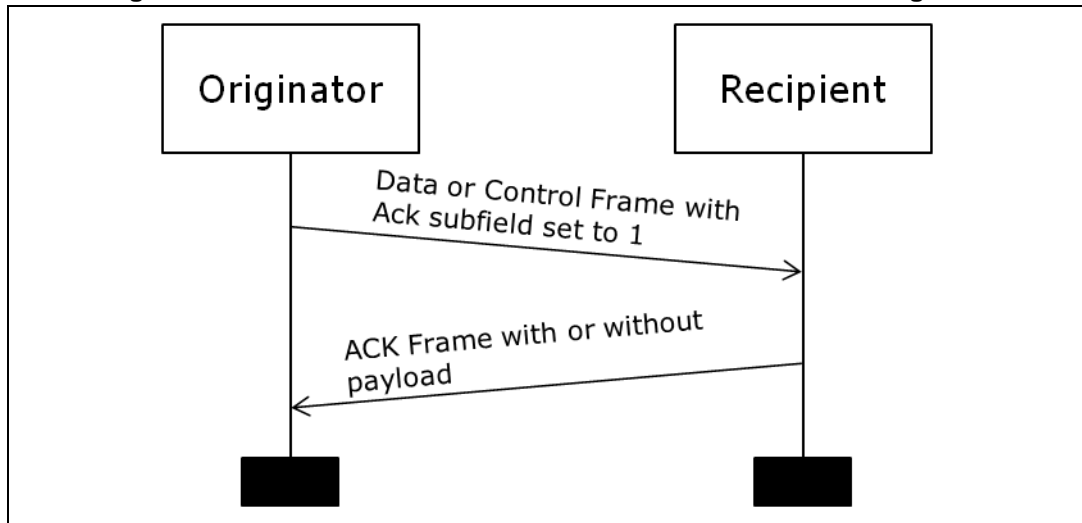 Originator
Recipient
Data or Control Frame with
Ack subfield set to 1
ACK Frame with or without
payload